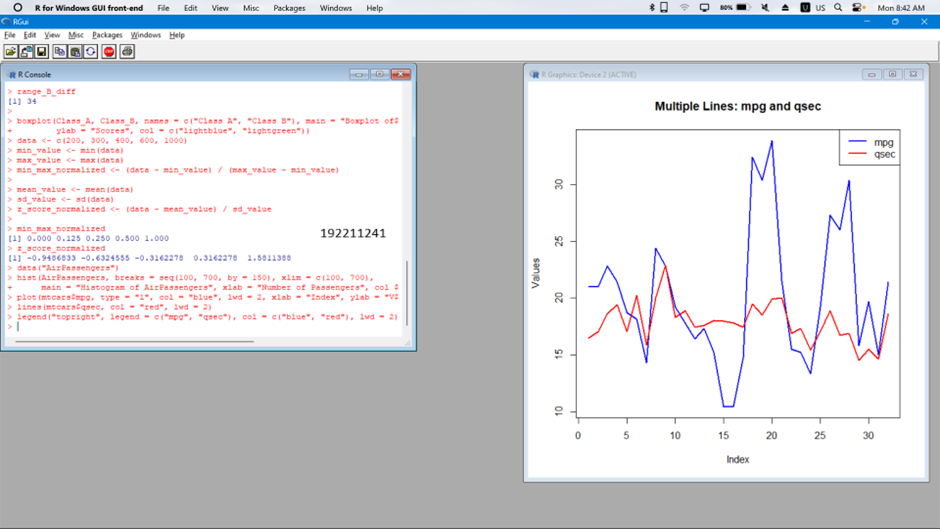 R for Windows GUI front-end File Edit View Misc Packages Windows Help 80% U US Mo 8:42 AM
RGui
File Edit View Misc Packages Windows Help
STOP
R Console
> range_B_diff
[1] 34
>
> boxplot(Class_A, Class_B, names = c("Class A", "Class B"), main = "Boxplot of$
+ ylab = "Scores", col = c("lightblue", "lightgreen"))
> data <- c(200, 300, 400, 600, 1000)
> min_value <- min(data)
> max_value <- max(data)
> min_max_normalized <- (data - min_value) / (max_value - min_value)
>
> mean_value <- mean(data)
> sd_value <- sd(data)
> z_score_normalized <- (data - mean_value) / sd_value
>
> min_max_normalized
[1] 0.000 0.125 0.250 0.500 1.000
> z_score_normalized
[1] -0.9486833 -0.6324555 -0.3162278 0.3162278 1.5811388
> data("AirPassengers")
> hist(AirPassengers, breaks = seq(100, 700, by = 150), xlim = c(100, 700),
+ main = "Histogram of AirPassengers", xlab = "Number of Passengers", col $
> plot(mtcars$mpg, type = "l", col = "blue", lwd = 2, xlab = "Index", ylab = "V$
> lines(mtcars$qsec, col = "red", lwd = 2)
> legend("topright", legend = c("mpg", "qsec"), col = c("blue", "red"), lwd = 2)
>
192211241
R Graphics: Device 2 (ACTIVE)
Multiple Lines: mpg and qsec
mpg
qsec
30
25
20
15
10
Values
0 5 10 15 20 25 30
Index